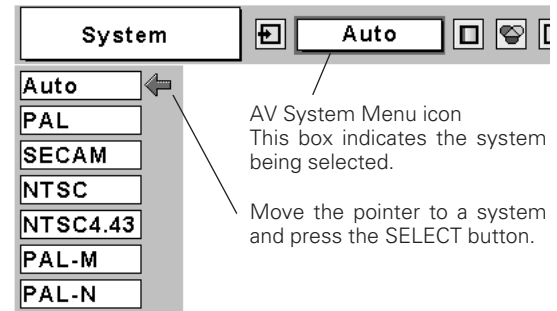 System
Auto
Auto
PAL
SECAM
NTSC
NTSC4.43
PAL-M
PAL-N
AV System Menu icon
This box indicates the system
being selected.
Move the pointer to a system
and press the SELECT button.